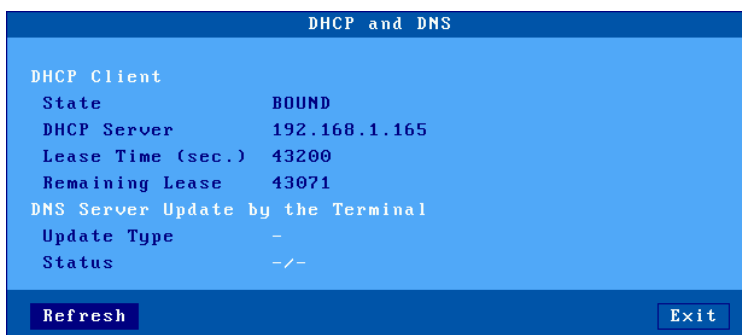 DHCP and DNS
DHCP Client
State BOUND
DHCP Server 192.168.1.165
Lease Time (sec.) 43200
Remaining Lease 43071
DNS Server Update by the Terminal
Update Type -
Status -/-
Refresh Exit